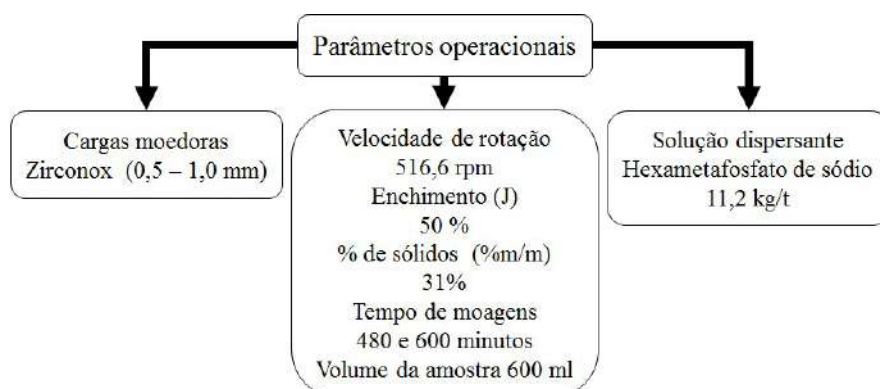 Parâmetros operacionais
Cargas moedoras
Zirconox (0,5 – 1,0 mm)
Velocidade de rotação
516,6 rpm
Enchimento (J)
50 %
% de sólidos (%m/m)
31%
Tempo de moagens
480 e 600 minutos
Volume da amostra 600 ml
Solução dispersante
Hexametafosfato de sódio
11,2 kg/t